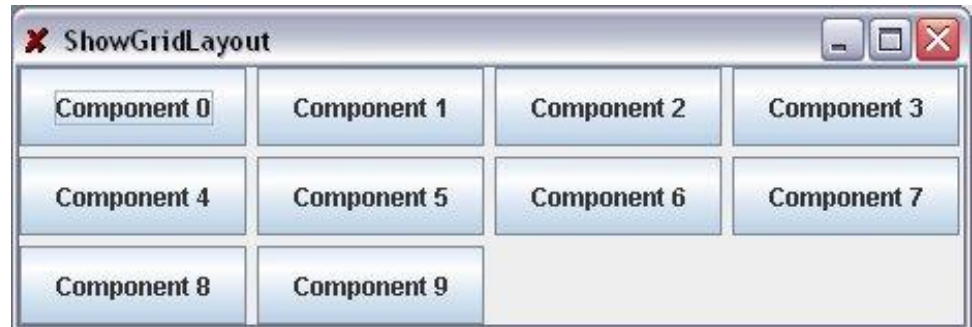 ShowGridLayout
Component 0 Component 1 Component 2 Component 3
Component 4 Component 5 Component 6 Component 7
Component 8 Component 9